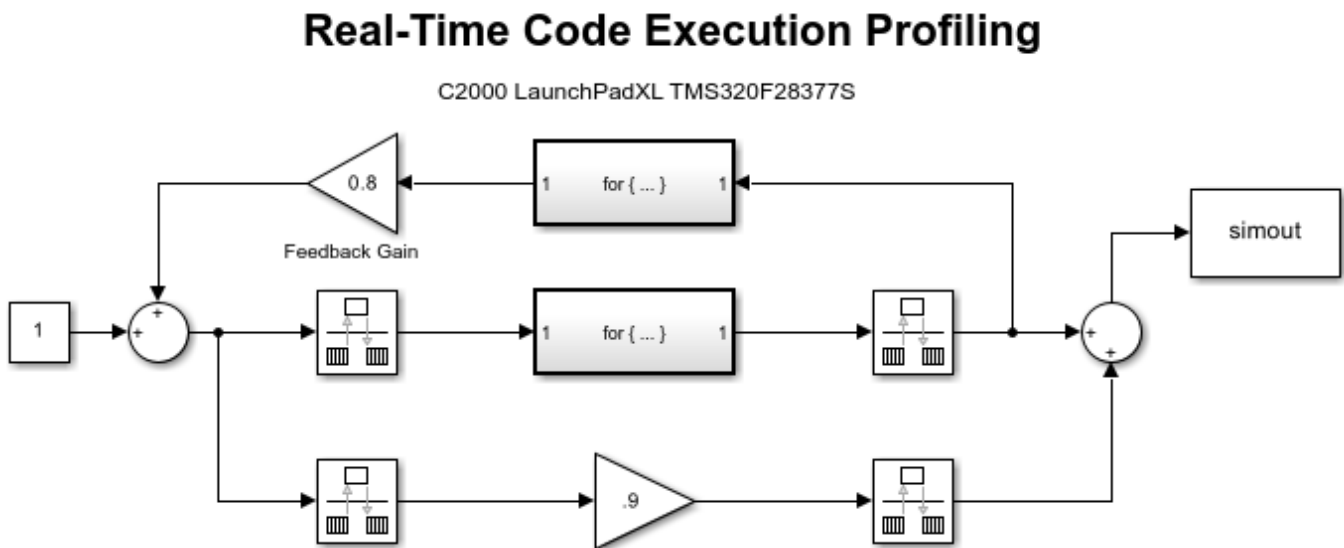 Real-Time Code Execution Profiling
C2000 LaunchPadXL TMS320F28377S
0.8
1 for { ... } 1
Feedback Gain
simout
1
+
+
1 for { ... } 1
+
+
.9